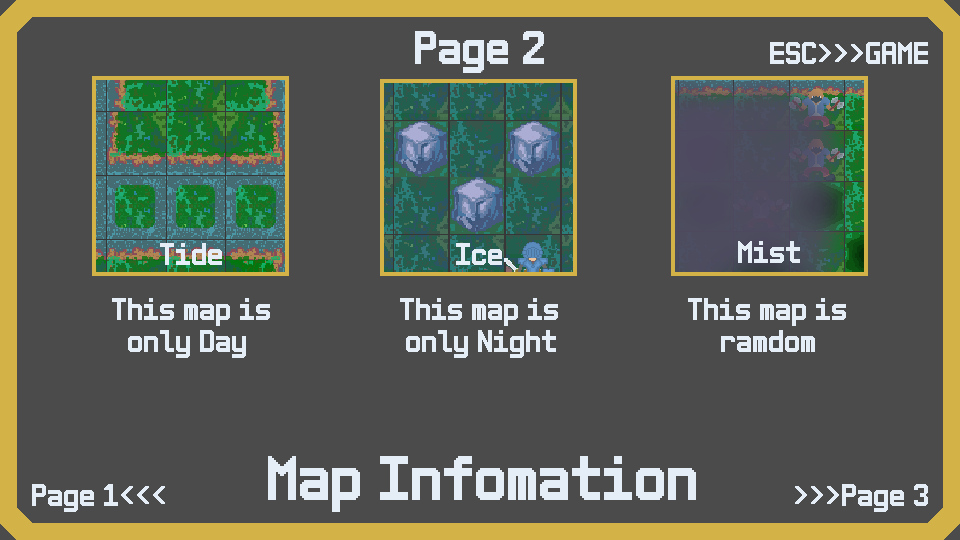 Page 2
ESC>>>GAME
Tide
Ice
Mist
This map is
only Day
This map is
only Night
This map is
ramdom
Map Infomation
Page 1<<<
>>>Page 3